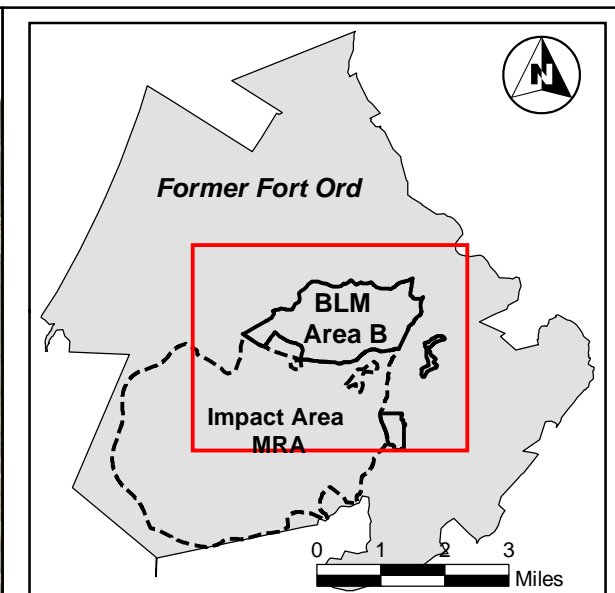 N
Former Fort Ord
BLM
Area B
Impact Area
MRA
0 1 2 3
Miles